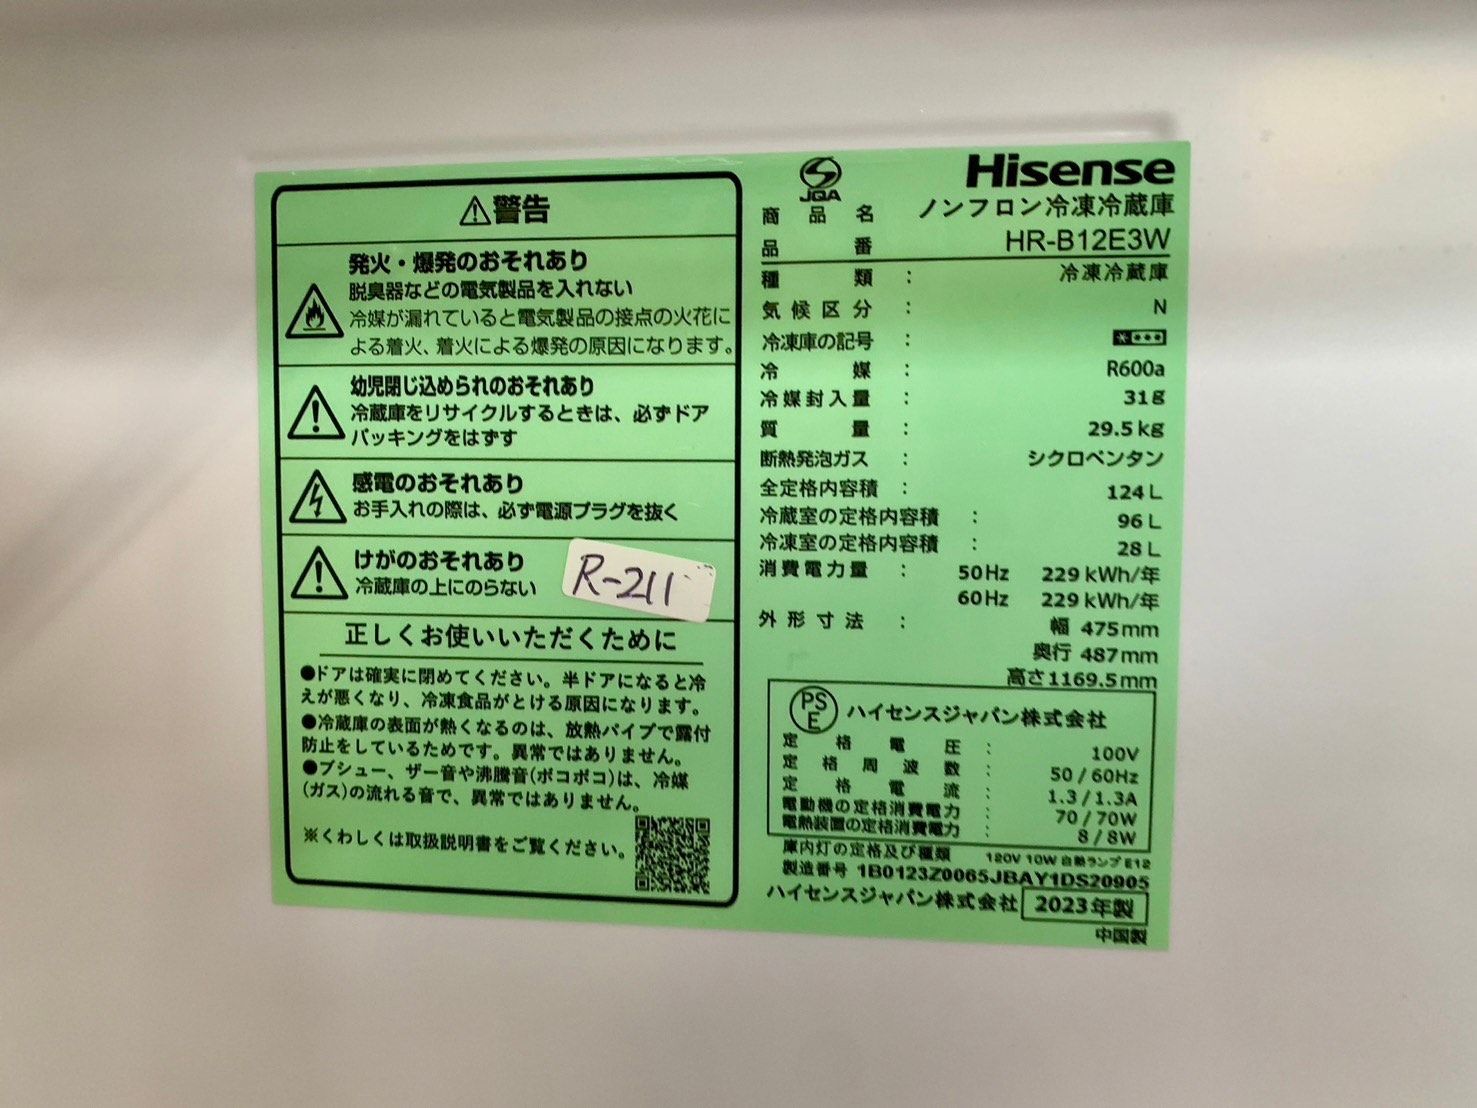 ⚠警告
発火・爆発のおそれあり
脱臭器などの電気製品を入れない
冷媒が漏れていると電気製品の接点の火花に
よる着火、着火による爆発の原因になります。
幼児閉じ込められのおそれあり
冷蔵庫をリサイクルするときは、必ずドア
パッキングをはずす
感電のおそれあり
お手入れの際は、必ず電源プラグを抜く
けがのおそれあり
冷蔵庫の上にのらない
R-211
正しくお使いいただくために
●ドアは確実に閉めてください。半ドアになると冷
えが悪くなり、冷凍食品がとける原因になります。
●冷蔵庫の表面が熱くなるのは、放熱パイプで露付
防止をしているためです。異常ではありません。
●ブシュー、ザー音や沸騰音(ボコボコ)は、冷媒
(ガス)の流れる音で、異常ではありません。
※くわしくは取扱説明書をご覧ください。
JQA
Hisense
商品名 ノンフロン冷凍冷蔵庫
品番 HR-B12E3W
種類 : 冷凍冷蔵庫
気候区分 : N
冷凍庫の記号 :
冷媒 : R600a
冷媒封入量 : 31g
質量 : 29.5kg
断熱発泡ガス : シクロペンタン
全定格内容積 : 124L
冷蔵室の定格内容積 : 96L
冷凍室の定格内容積 : 28L
消費電力量 : 50Hz 229kWh/年
60Hz 229kWh/年
外形寸法 : 幅 475mm
奥行 487mm
高さ1169.5mm
PSE ハイセンスジャパン株式会社
定格電圧 : 100V
定格周波数 : 50/60Hz
定格電流 : 1.3/1.3A
電動機の定格消費電力 : 70/70W
電熱装置の定格消費電力 : 8/8W
庫内灯の定格及び種類 120V 10W 白熱ランプ E12
製造番号 1B0123Z0065JBAY1DS20905
ハイセンスジャパン株式会社 2023年製
中国製